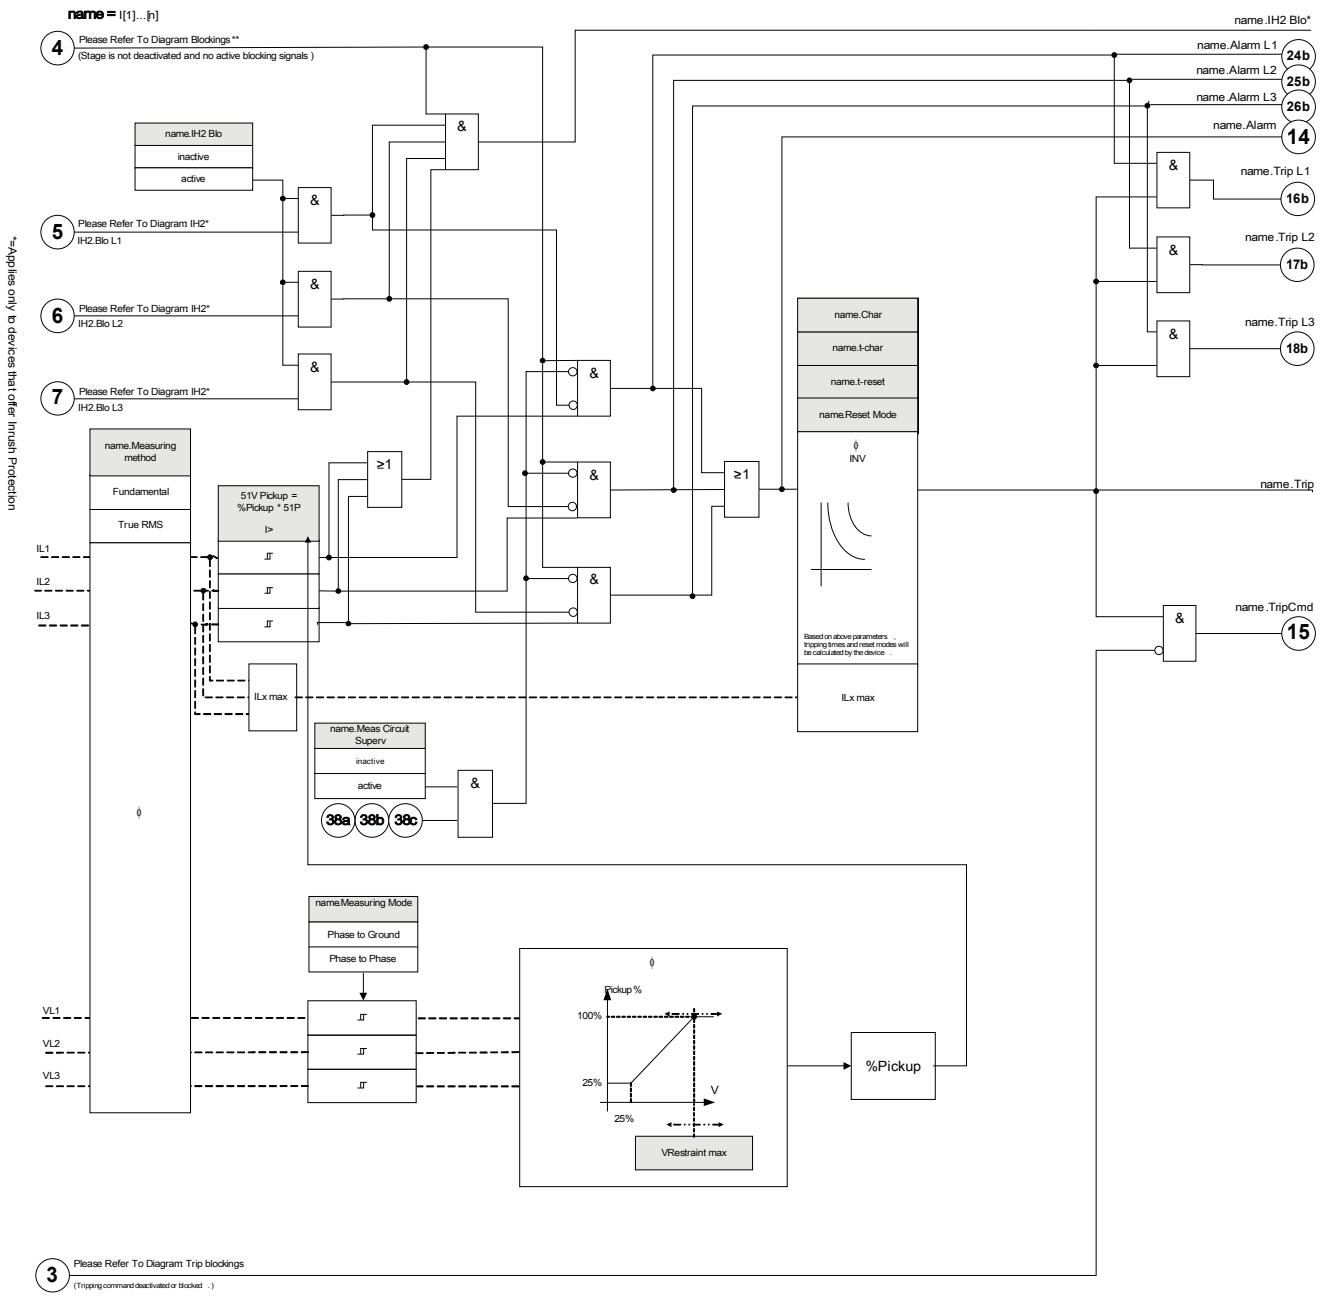 name = I[1]...[n]
name.IH2 Blo*
4
Please Refer To Diagram Blockings **
(Stage is not deactivated and no active blocking signals )
name.Alarm L1
24b
name.Alarm L2
25b
name.Alarm L3
26b
name.Alarm
14
&
name.IH2 Blo
inactive
active
&
name.Trip L1
16b
&
5
Please Refer To Diagram IH2*
IH2.Blo L1
&
name.Trip L2
17b
*=Applies only to devices that offer Inrush Protection
&
6
Please Refer To Diagram IH2*
IH2.Blo L2
&
name.Trip L3
18b
name.Char
name.t-char
name.t-reset
name.Reset Mode
&
&
7
Please Refer To Diagram IH2*
IH2.Blo L3
name.Measuring
method
Fundamental
True RMS
ϕ
INV
≥1
&
≥1
51V Pickup =
%Pickup * 51P
I>
name.Trip
IL1
IL2
IL3
&
name.TripCmd
&
15
Based on above parameters ,
tripping times and reset modes will
be calculated by the device .
ILx max
ILx max
name.Meas Circuit
Superv
inactive
active
&
38a
38b
38c
ϕ
name.Measuring Mode
Phase to Ground
Phase to Phase
ϕ
Pickup %
100%
25%
25%
V
VRestraint max
%Pickup
VL1
VL2
VL3
3
Please Refer To Diagram Trip blockings
(Tripping command deactivated or blocked . )